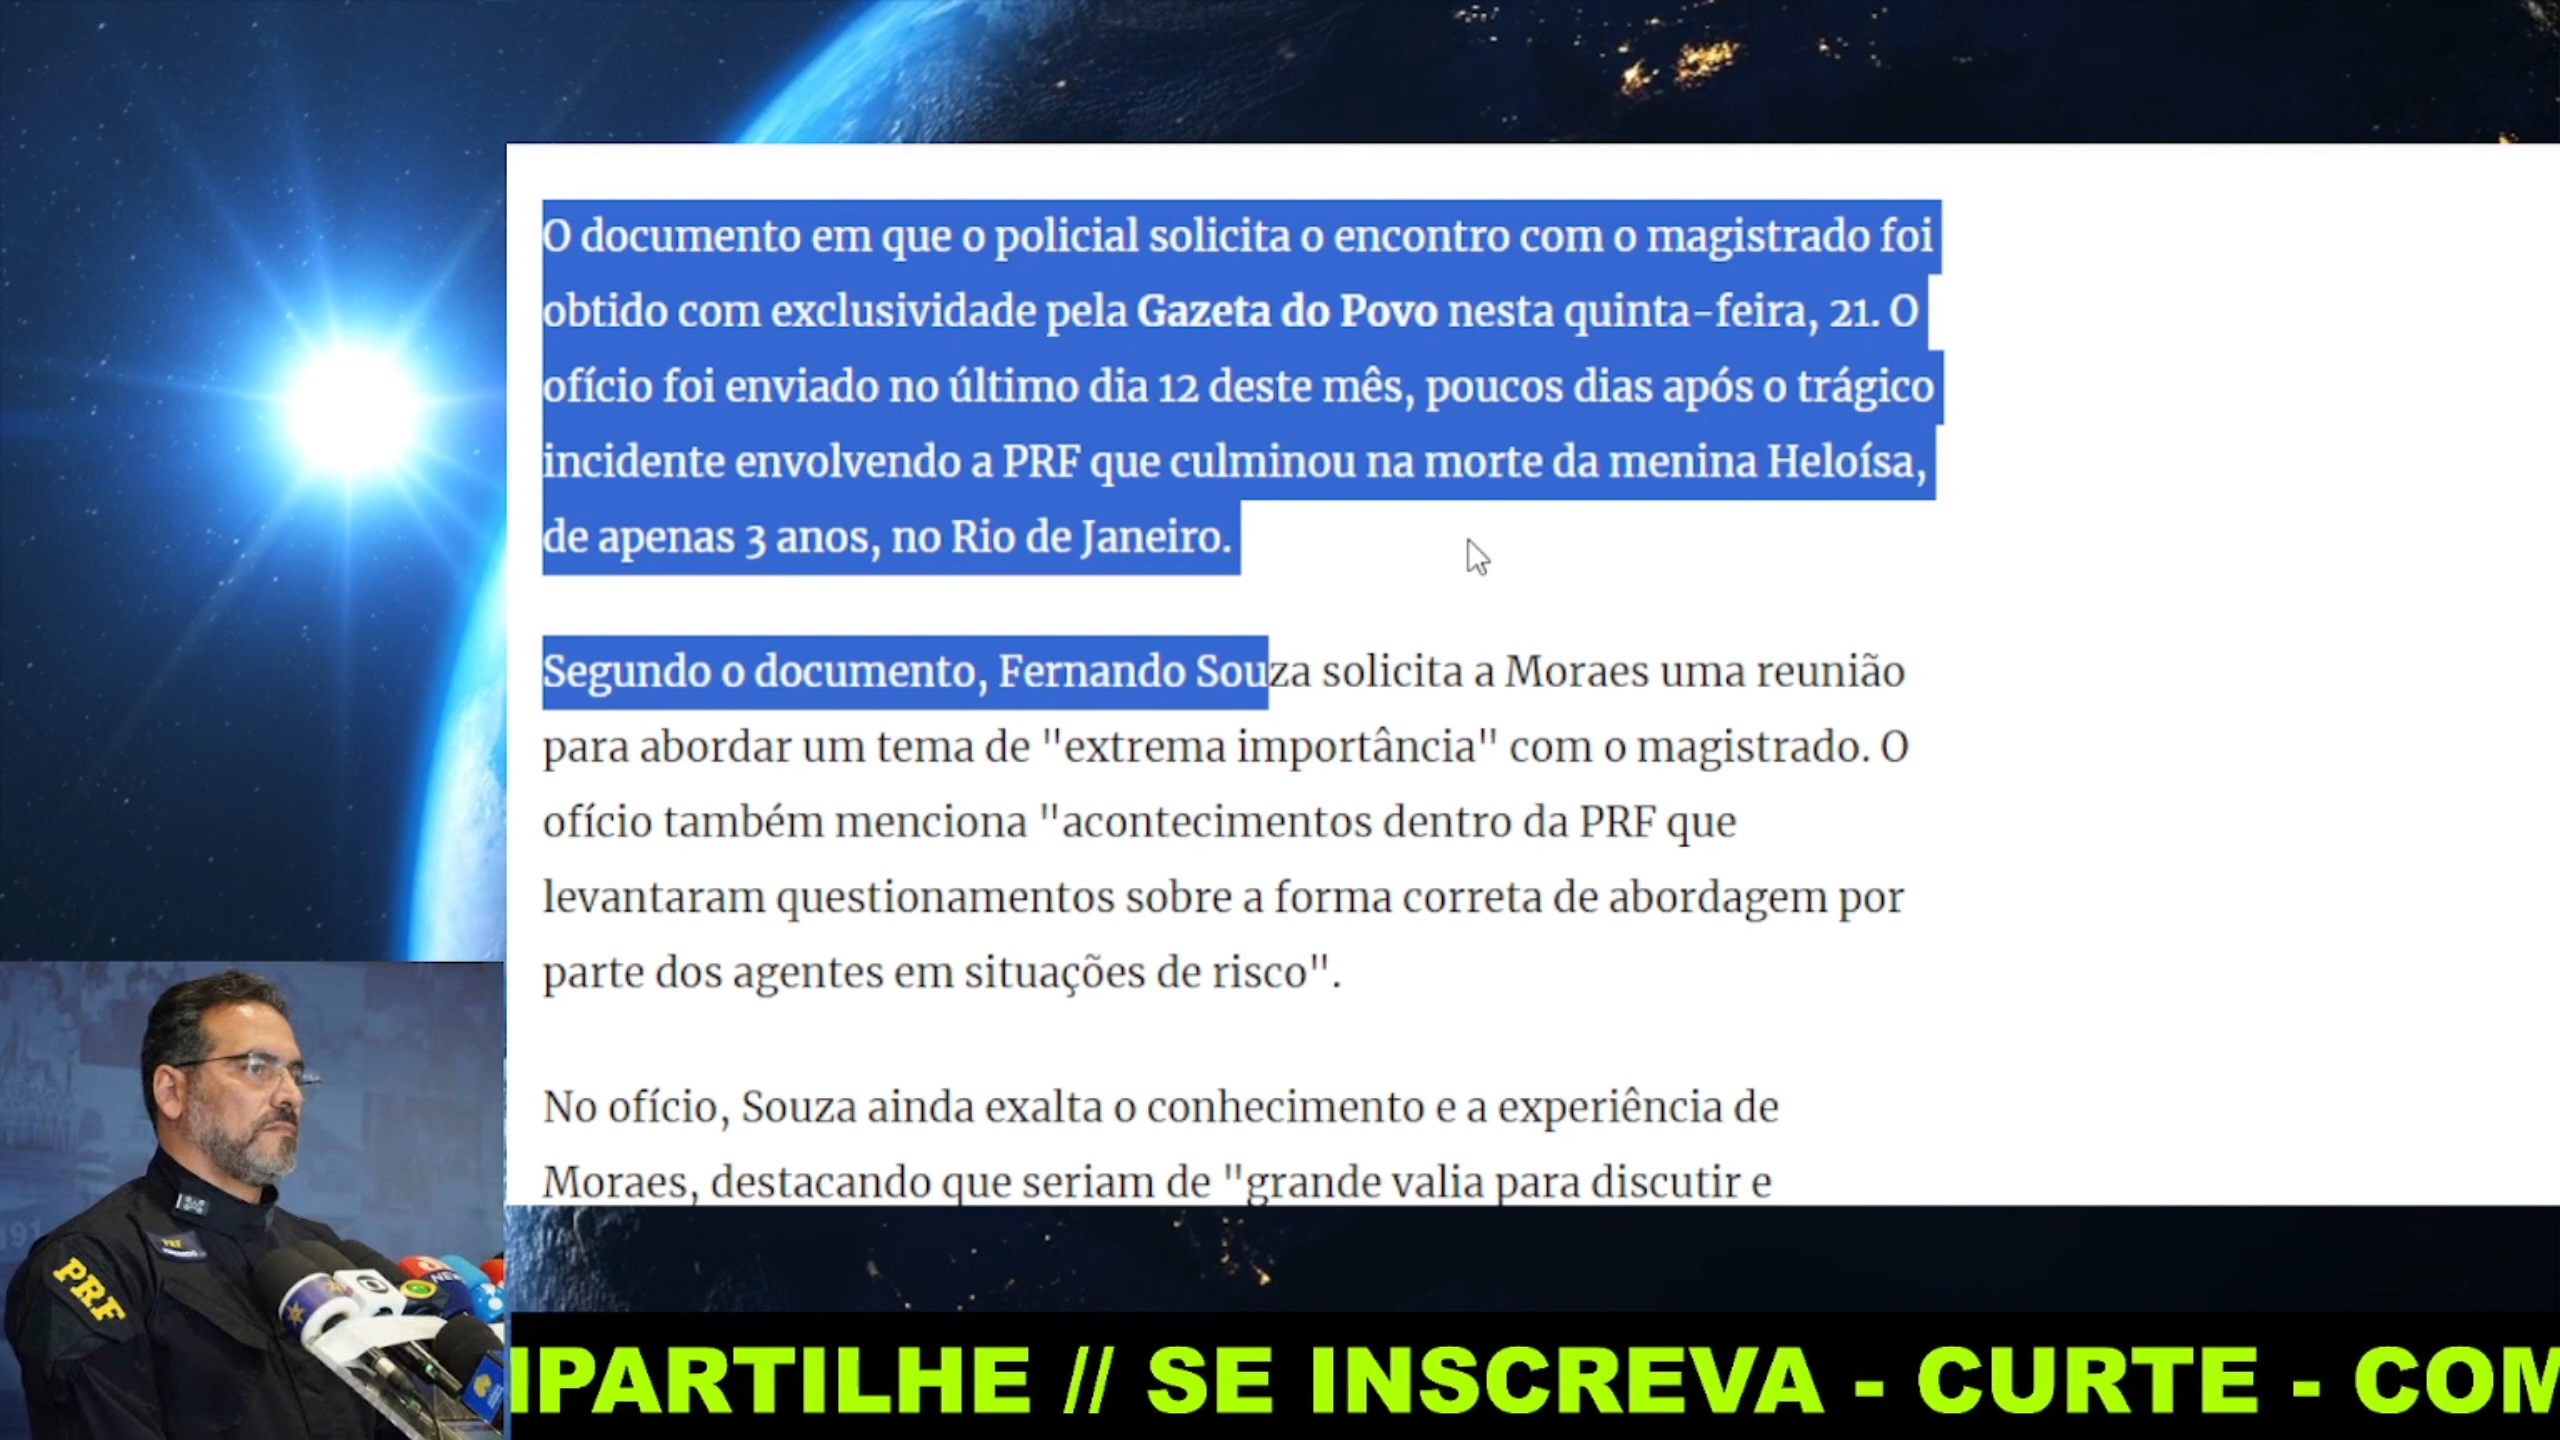 O documento em que o policial solicita o encontro com o magistrado foi
obtido com exclusividade pela Gazeta do Povo nesta quinta-feira, 21. O
ofício foi enviado no último dia 12 deste mês, poucos dias após o trágico
incidente envolvendo a PRF que culminou na morte da menina Heloísa,
de apenas 3 anos, no Rio de Janeiro.
Segundo o documento, Fernando Souza solicita a Moraes uma reunião
para abordar um tema de "extrema importância" com o magistrado. O
ofício também menciona "acontecimentos dentro da PRF que
levantaram questionamentos sobre a forma correta de abordagem por
parte dos agentes em situações de risco".
No ofício, Souza ainda exalta o conhecimento e a experiência de
Moraes, destacando que seriam de "grande valia para discutir e
191
PRF
PRF
NEWS
IPARTILHE // SE INSCREVA - CURTE - COM